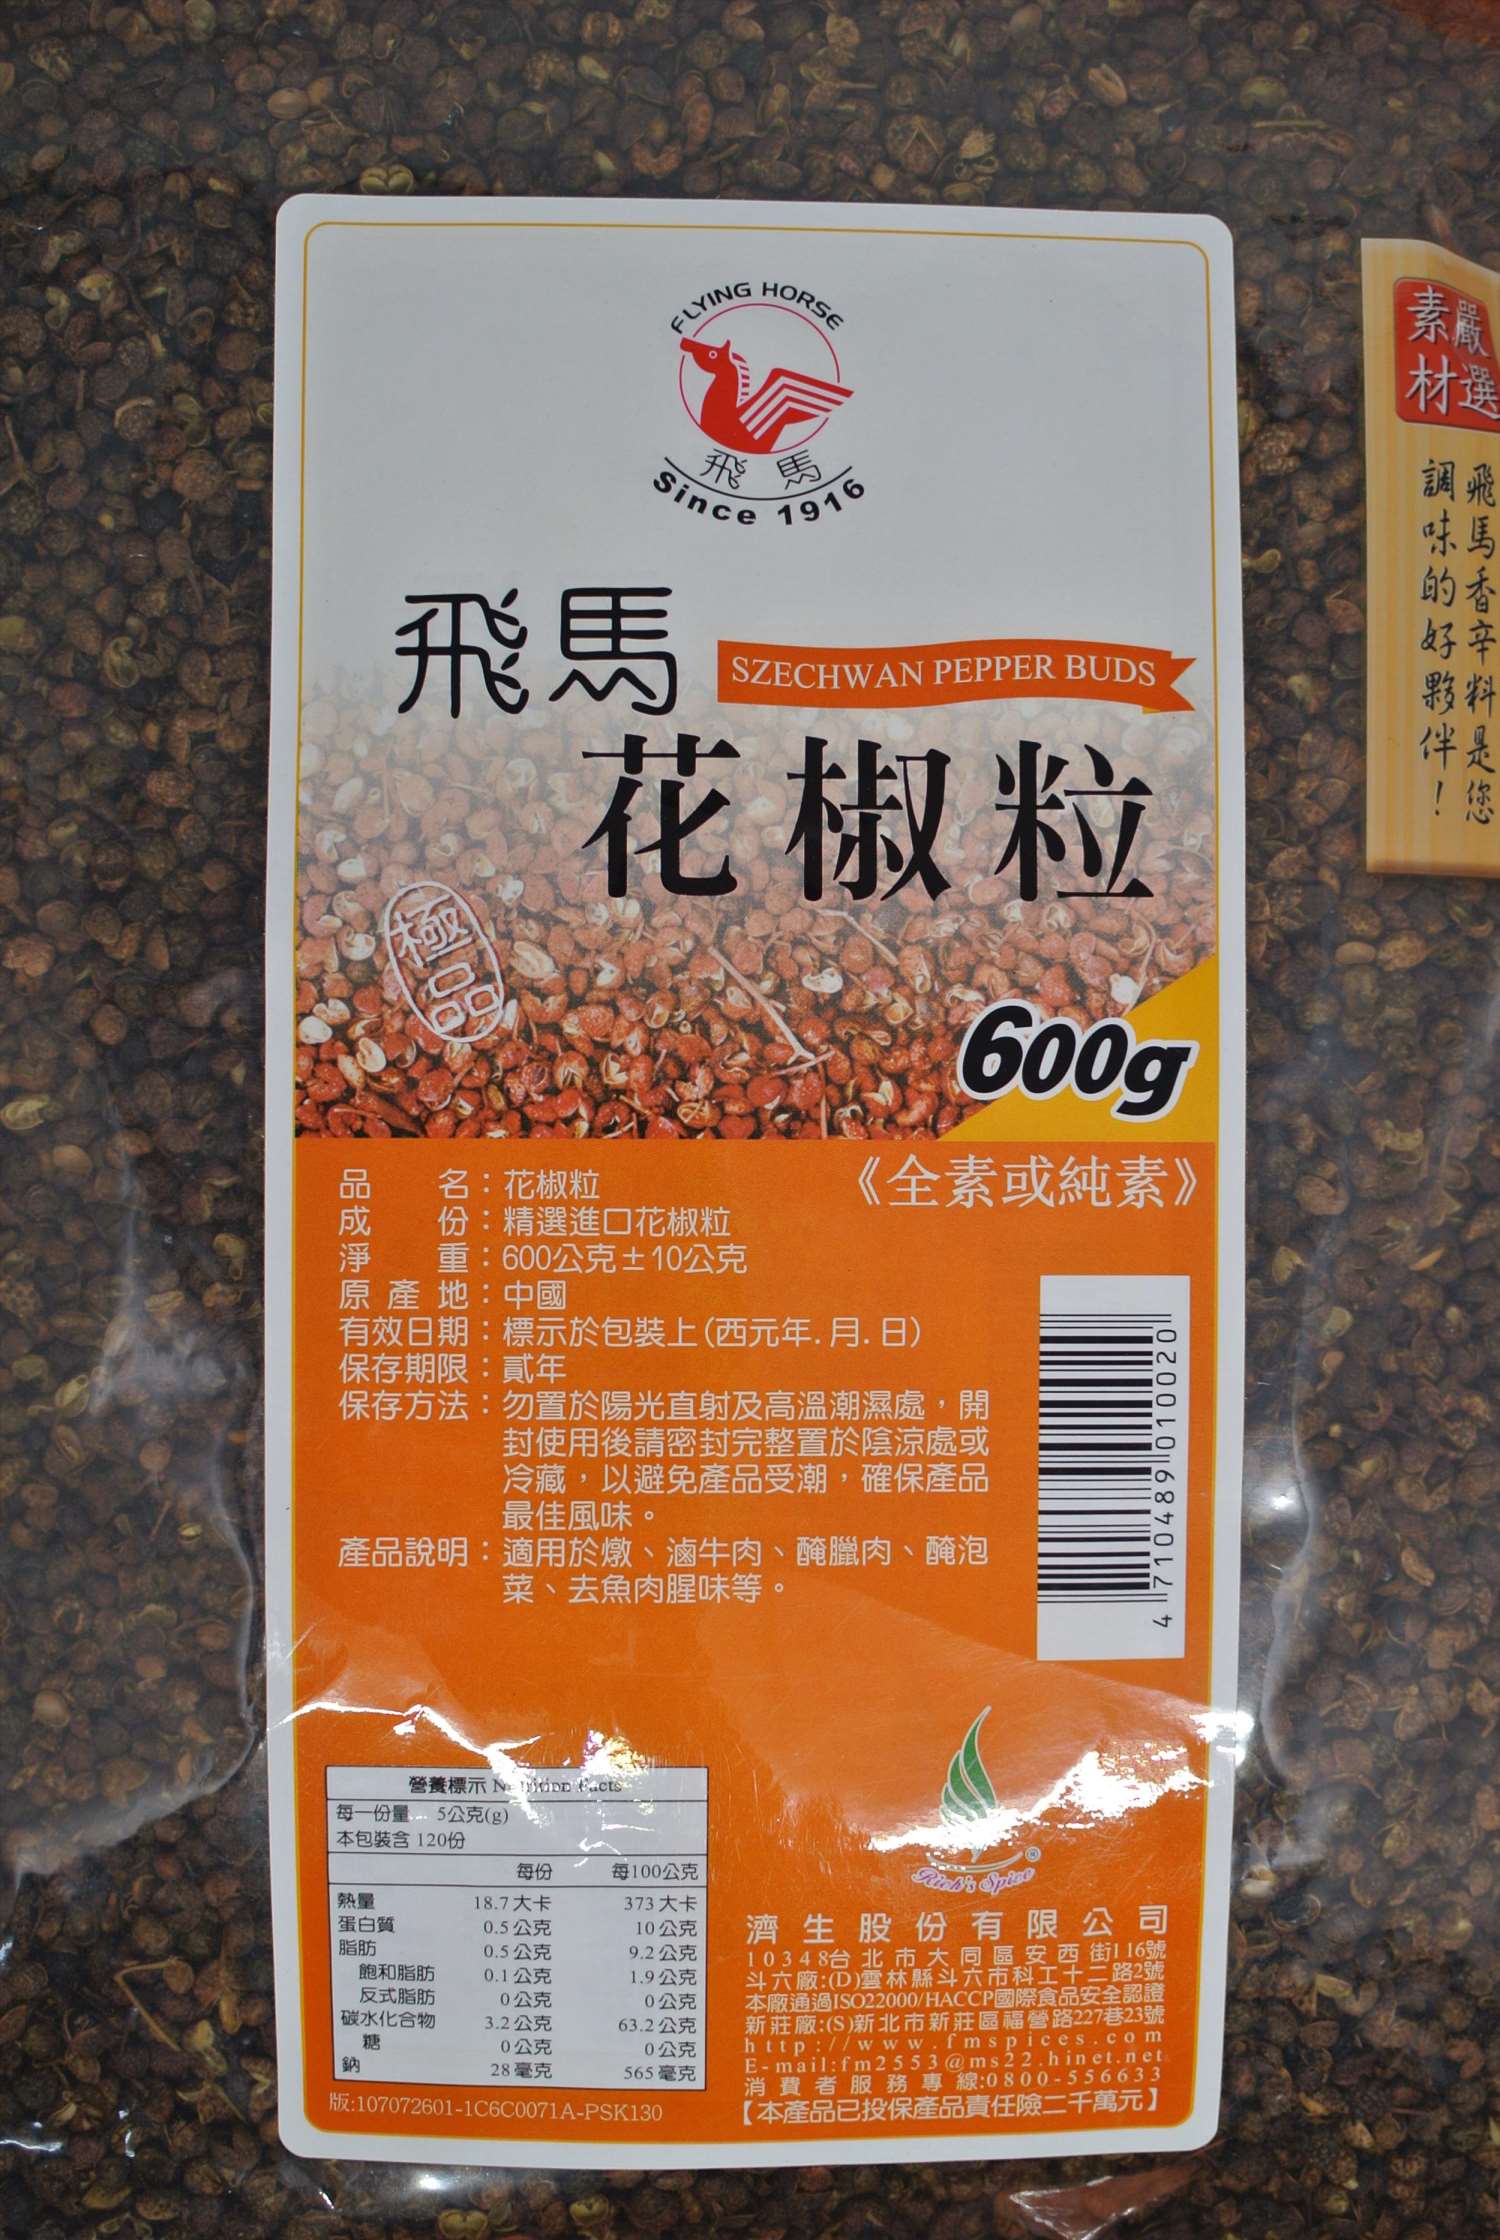 FLYING HORSE
飛馬
Since 1916
飛馬
SZECHWAN PEPPER BUDS
花椒粒
極品
600g
《全素或純素》
品名：花椒粒
成份：精選進口花椒粒
淨重：600公克±10公克
原產地：中國
有效日期：標示於包裝上(西元年.月.日)
保存期限：貳年
保存方法：勿置於陽光直射及高溫潮濕處，開
封使用後請密封完整置於陰涼處或
冷藏，以避免產品受潮，確保產品
最佳風味。
產品說明：適用於燉、滷牛肉、醃臘肉、醃泡
菜、去魚肉腥味等。
4 710489 010020
營養標示 Nutrition Facts
每一份量 5公克(g)
本包裝含 120份
每份 每100公克
熱量 18.7大卡 373大卡
蛋白質 0.5公克 10公克
脂肪 0.5公克 9.2公克
飽和脂肪 0.1公克 1.9公克
反式脂肪 0公克 0公克
碳水化合物 3.2公克 63.2公克
糖 0公克 0公克
鈉 28毫克 565毫克
版:107072601-1C6C0071A-PSK130
®
Rich's Spice
濟生股份有限公司
10348台北市大同區安西街116號
斗六廠:(D)雲林縣斗六市科工十二路2號
本廠通過ISO22000/HACCP國際食品安全認證
新莊廠:(S)新北市新莊區福營路227巷23號
http://www.fmspices.com
E-mail:fm2553@ms22.hinet.net
消費者服務專線:0800-556633
【本產品已投保產品責任險二千萬元】
嚴選
素材
飛馬香辛料是您
調味的好夥伴！